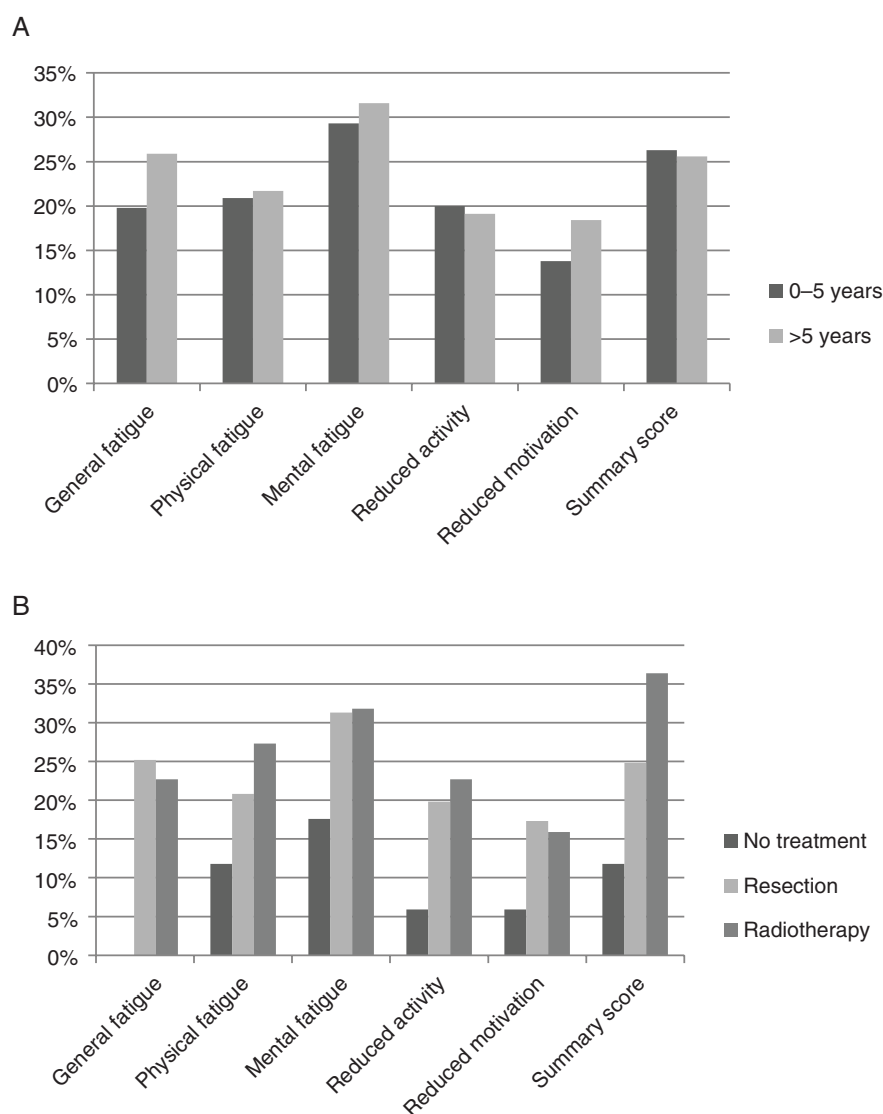 A
35%
30%
25%
20%
15%
10%
5%
0%
General fatigue
Physical fatigue
Mental fatigue
Reduced activity
Reduced motivation
Summary score
0–5 years
>5 years
B
40%
35%
30%
25%
20%
15%
10%
5%
0%
General fatigue
Physical fatigue
Mental fatigue
Reduced activity
Reduced motivation
Summary score
No treatment
Resection
Radiotherapy